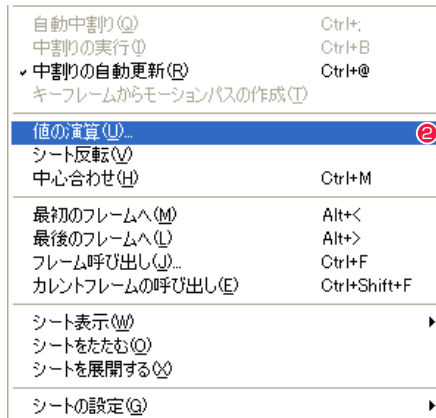 自動中割り(Q) Ctrl+;
中割りの実行(I) Ctrl+B
✓中割りの自動更新(R) Ctrl+@
キーフレームからモーションパスの作成(T)
値の演算(U)... ❷
シート反転(V)
中心合わせ(H) Ctrl+M
最初のフレームへ(M) Alt+<
最後のフレームへ(L) Alt+>
フレーム呼び出し(J)... Ctrl+F
カレントフレームの呼び出し(E) Ctrl+Shift+F
シート表示(W)
シートをたたむ(O)
シートを展開する(X)
シートの設定(G)